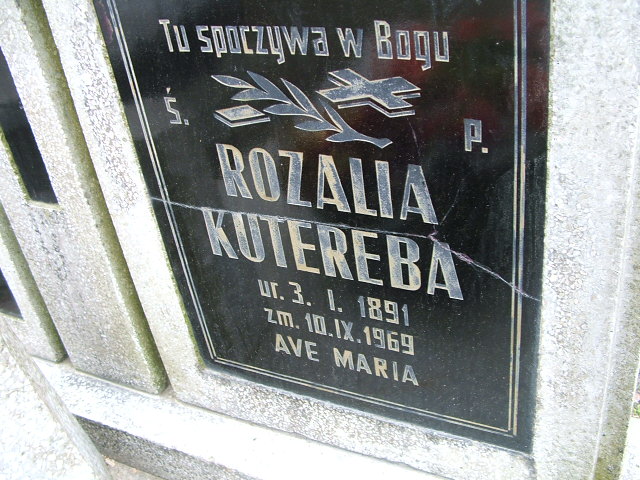 Tu spoczywa w Bogu
Ś. P.
ROZALIA
KUTEREBA
ur. 3. I. 1891
zm. 10.IX.1969
AVE MARIA